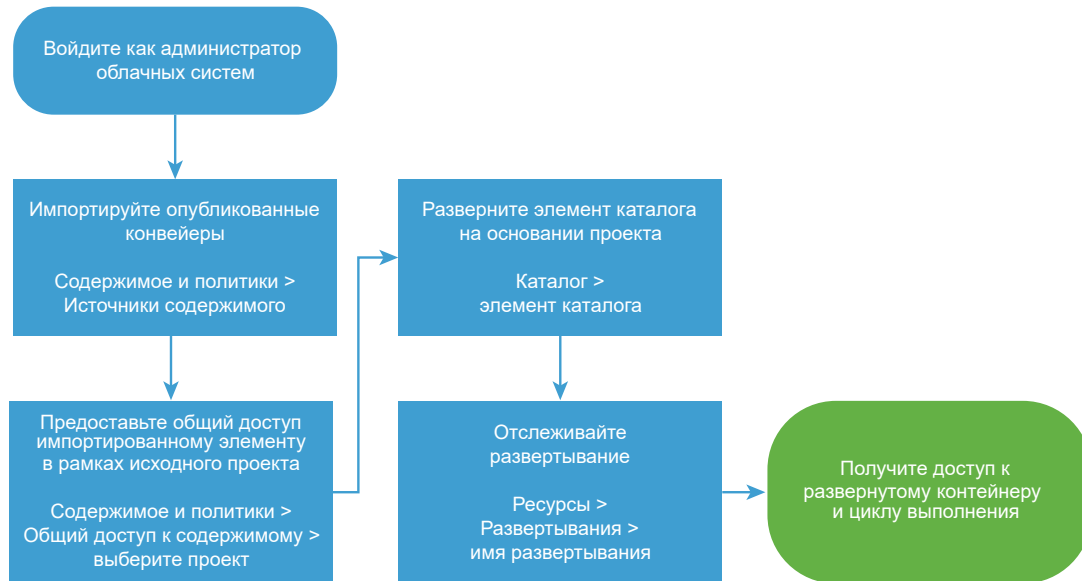 Войдите как администратор
облачных систем
Импортируйте опубликованные
конвейеры
Содержимое и политики >
Источники содержимого
Предоставьте общий доступ
импортированному элементу
в рамках исходного проекта
Содержимое и политики >
Общий доступ к содержимому >
выберите проект
Разверните элемент каталога
на основании проекта
Каталог >
элемент каталога
Отслеживайте
развертывание
Ресурсы >
Развертывания >
имя развертывания
Получите доступ к
развернутому контейнеру
и циклу выполнения